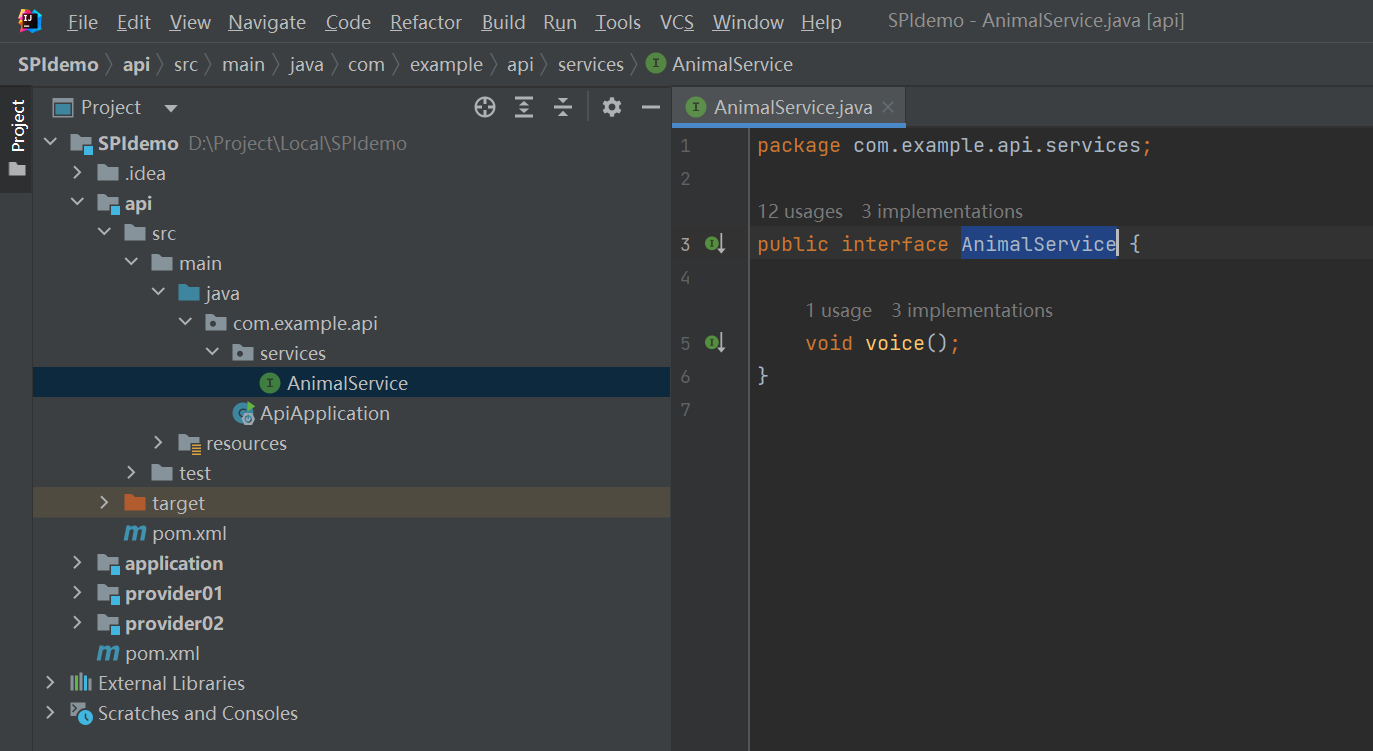 File Edit View Navigate Code Refactor Build Run Tools VCS Window Help SPIdemo - AnimalService.java [api]
SPIdemo api src main java com example api services AnimalService
Project
Project
SPIdemo D:\Project\Local\SPIdemo
.idea
api
src
main
java
com.example.api
services
AnimalService
ApiApplication
resources
test
target
pom.xml
application
provider01
provider02
pom.xml
External Libraries
Scratches and Consoles
AnimalService.java
1 package com.example.api.services;
2
12 usages 3 implementations
3 public interface AnimalService {
4
1 usage 3 implementations
5 void voice();
6 }
7